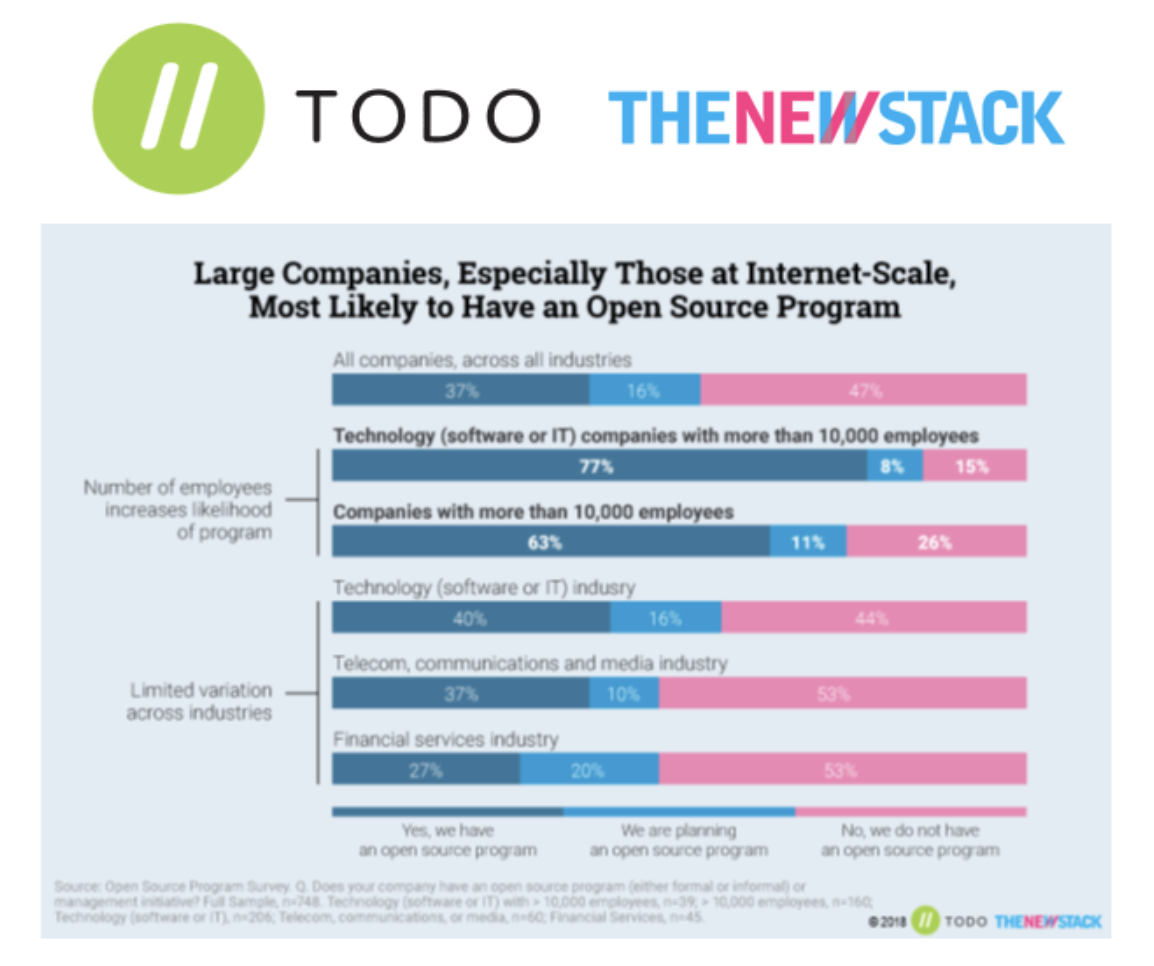 // TODO
THENEWSTACK
Large Companies, Especially Those at Internet-Scale,
Most Likely to Have an Open Source Program
All companies, across all industries
37% 16% 47%
Technology (software or IT) companies with more than 10,000 employees
77% 8% 15%
Number of employees
increases likelihood
of program
Companies with more than 10,000 employees
63% 11% 26%
Technology (software or IT) indusry
40% 16% 44%
Telecom, communications and media industry
37% 10% 53%
Limited variation
across industries
Financial services industry
27% 20% 53%
Yes, we have
an open source program
We are planning
an open source program
No, we do not have
an open source program
Source: Open Source Program Survey. Q. Does your company have an open source program (either formal or informal) or
management initiative? Full Sample, n=748. Technology (software or IT) with > 10,000 employees, n=39; > 10,000 employees, n=160;
Technology (software or IT), n=206; Telecom, communications, or media, n=60; Financial Services, n=45.
© 2018 // TODO THENEWSTACK